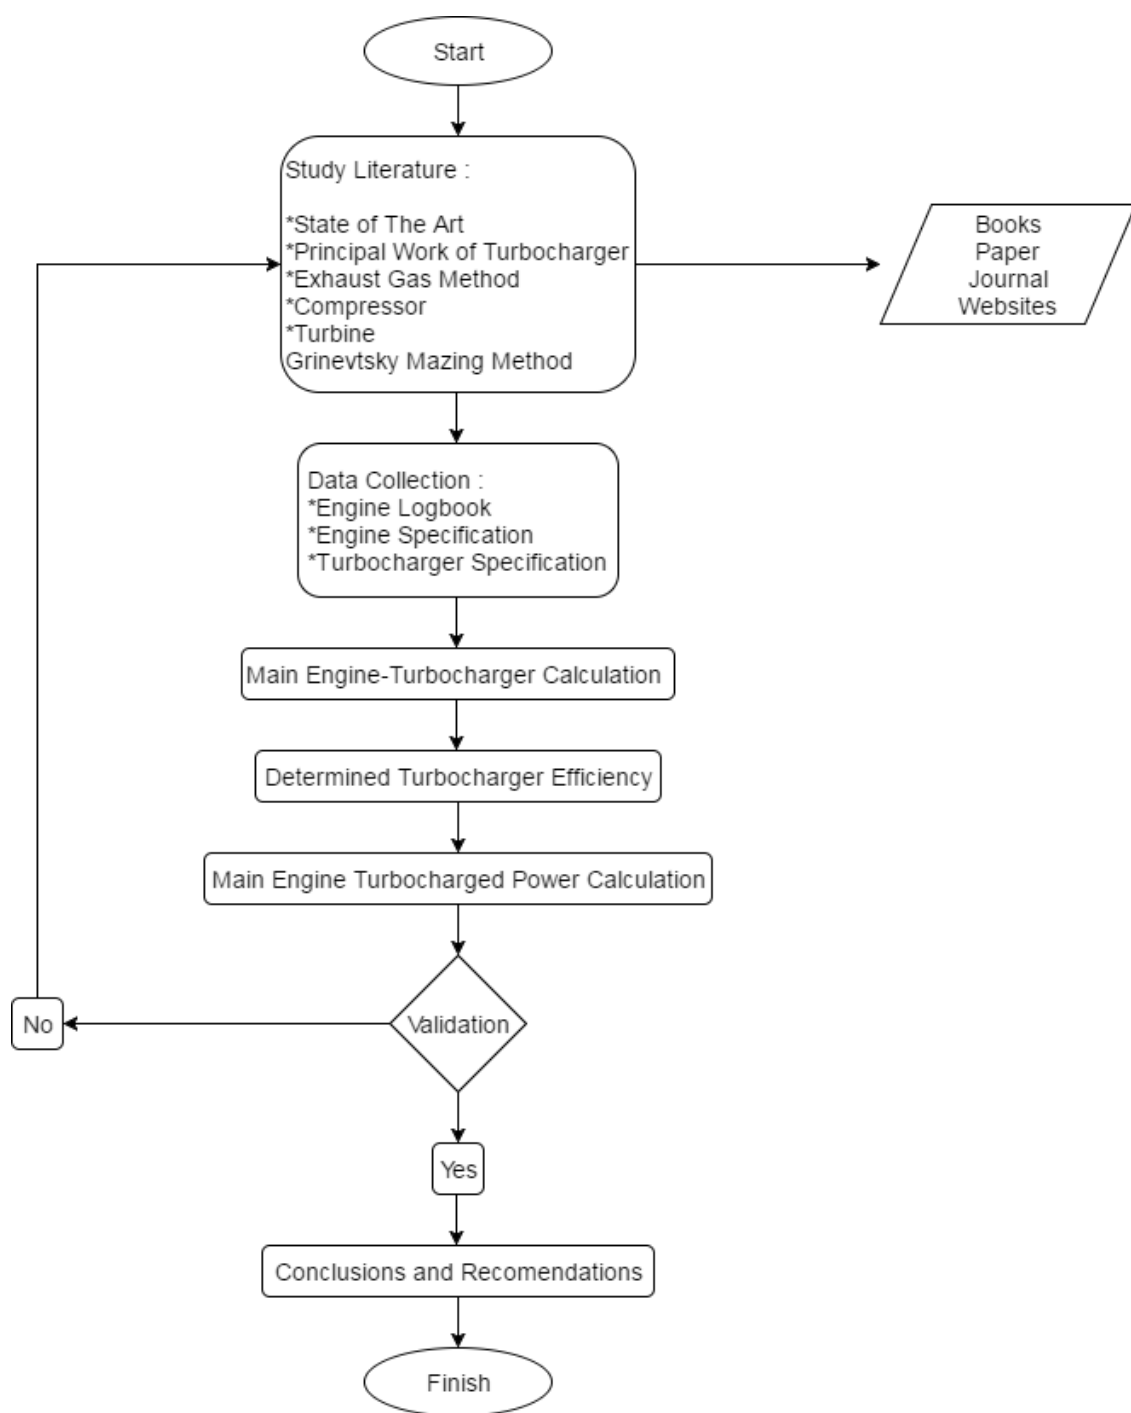 Start
Study Literature :
*State of The Art
*Principal Work of Turbocharger
*Exhaust Gas Method
*Compressor
*Turbine
Grinevtsky Mazing Method
Books
Paper
Journal
Websites
Data Collection :
*Engine Logbook
*Engine Specification
*Turbocharger Specification
Main Engine-Turbocharger Calculation
Determined Turbocharger Efficiency
Main Engine Turbocharged Power Calculation
Validation
No
Yes
Conclusions and Recomendations
Finish